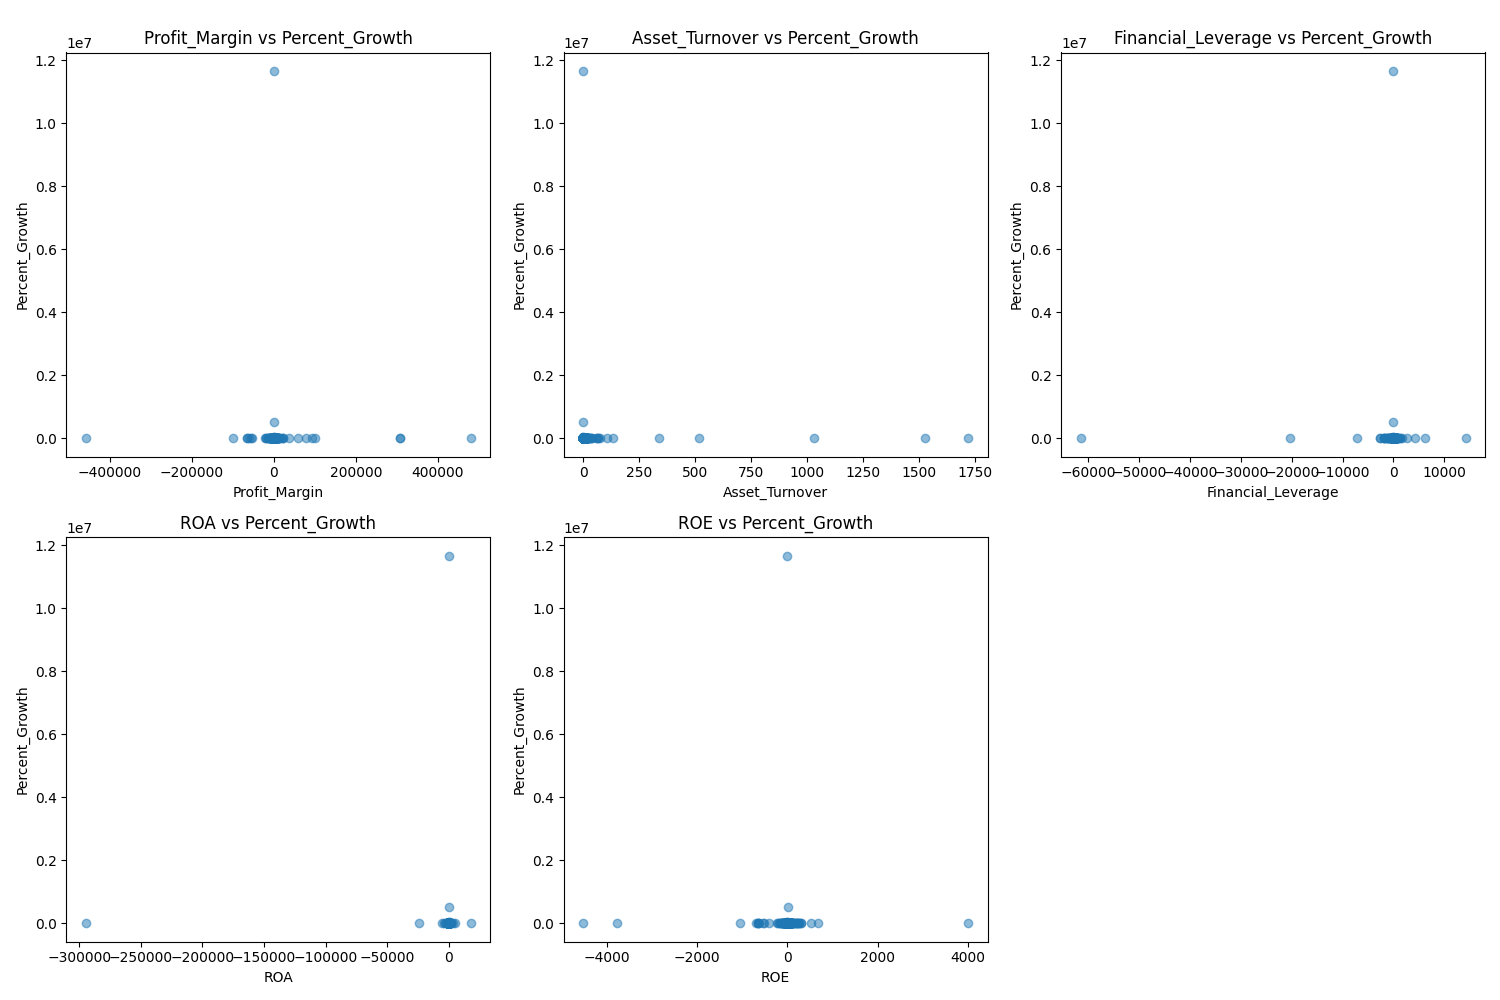 Profit_Margin vs Percent_Growth
1e7
1.2
1.0
0.8
0.6
0.4
0.2
0.0
Percent_Growth
−400000 −200000 0 200000 400000
Profit_Margin
Asset_Turnover vs Percent_Growth
1e7
1.2
1.0
0.8
0.6
0.4
0.2
0.0
Percent_Growth
0 250 500 750 1000 1250 1500 1750
Asset_Turnover
Financial_Leverage vs Percent_Growth
1e7
1.2
1.0
0.8
0.6
0.4
0.2
0.0
Percent_Growth
−60000 −50000 −40000 −30000 −20000 −10000 0 10000
Financial_Leverage
ROA vs Percent_Growth
1e7
1.2
1.0
0.8
0.6
0.4
0.2
0.0
Percent_Growth
−300000 −250000 −200000 −150000 −100000 −50000 0
ROA
ROE vs Percent_Growth
1e7
1.2
1.0
0.8
0.6
0.4
0.2
0.0
Percent_Growth
−4000 −2000 0 2000 4000
ROE